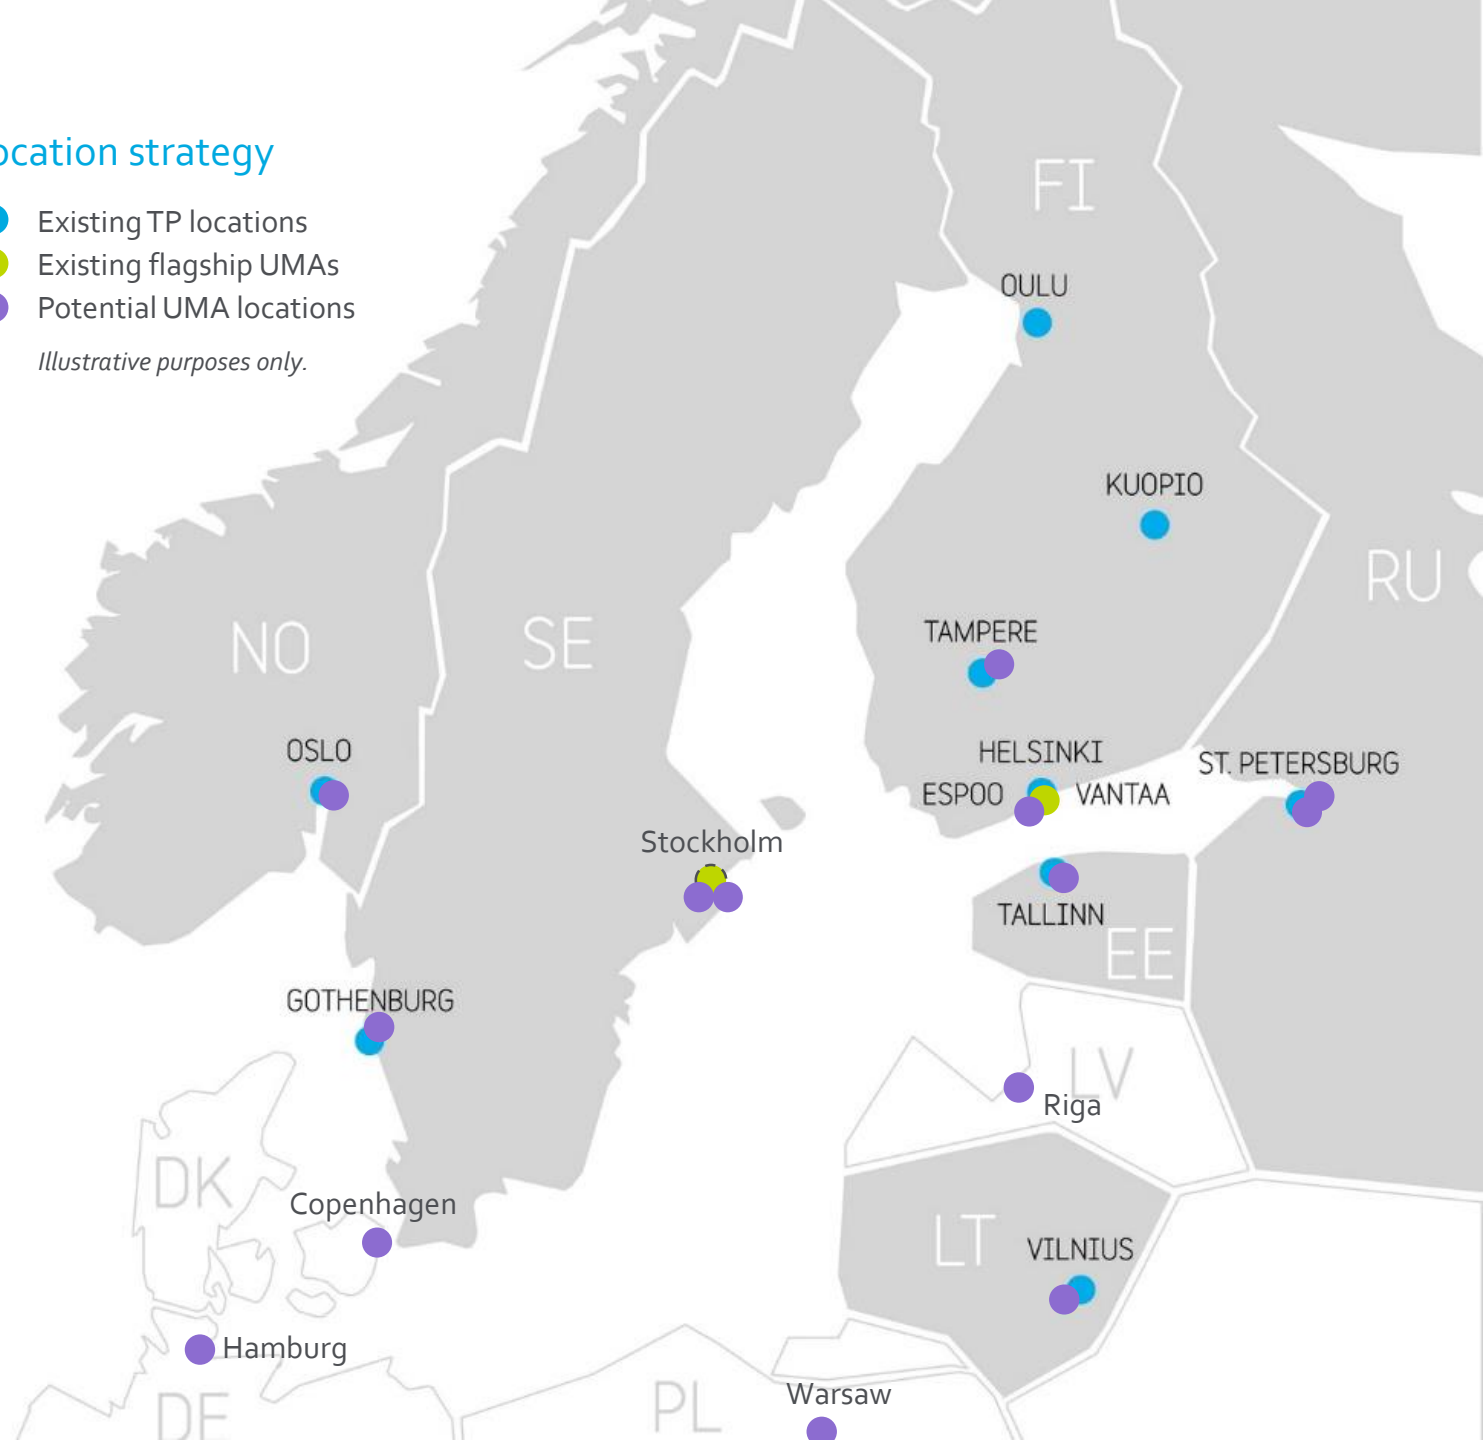 ocation strategy
Existing TP locations
Existing flagship UMAs
Potential UMA locations
Illustrative purposes only.
FI
OULU
KUOPIO
RU
NO
SE
TAMPERE
OSLO
HELSINKI
ST. PETERSBURG
ESPOO
VANTAA
Stockholm
TALLINN
EE
GOTHENBURG
LV
Riga
DK
Copenhagen
LT
VILNIUS
Hamburg
Warsaw
DE
PL